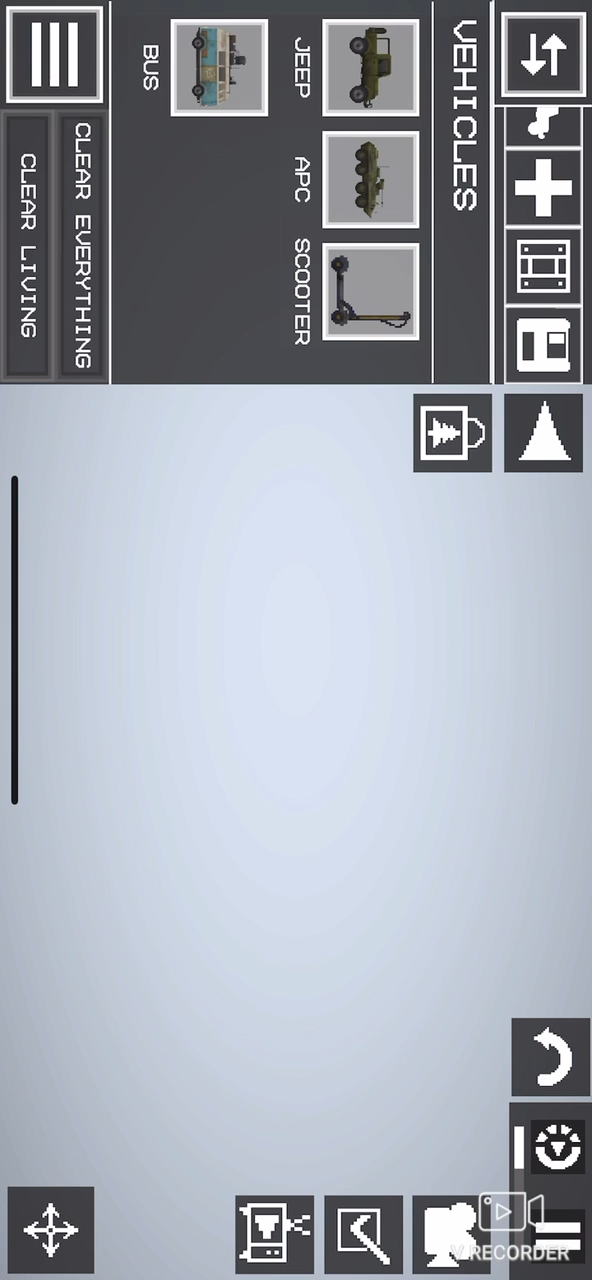 VEHICLES
JEEP
APC
SCOOTER
BUS
CLEAR EVERYTHING
CLEAR LIVING
V RECORDER